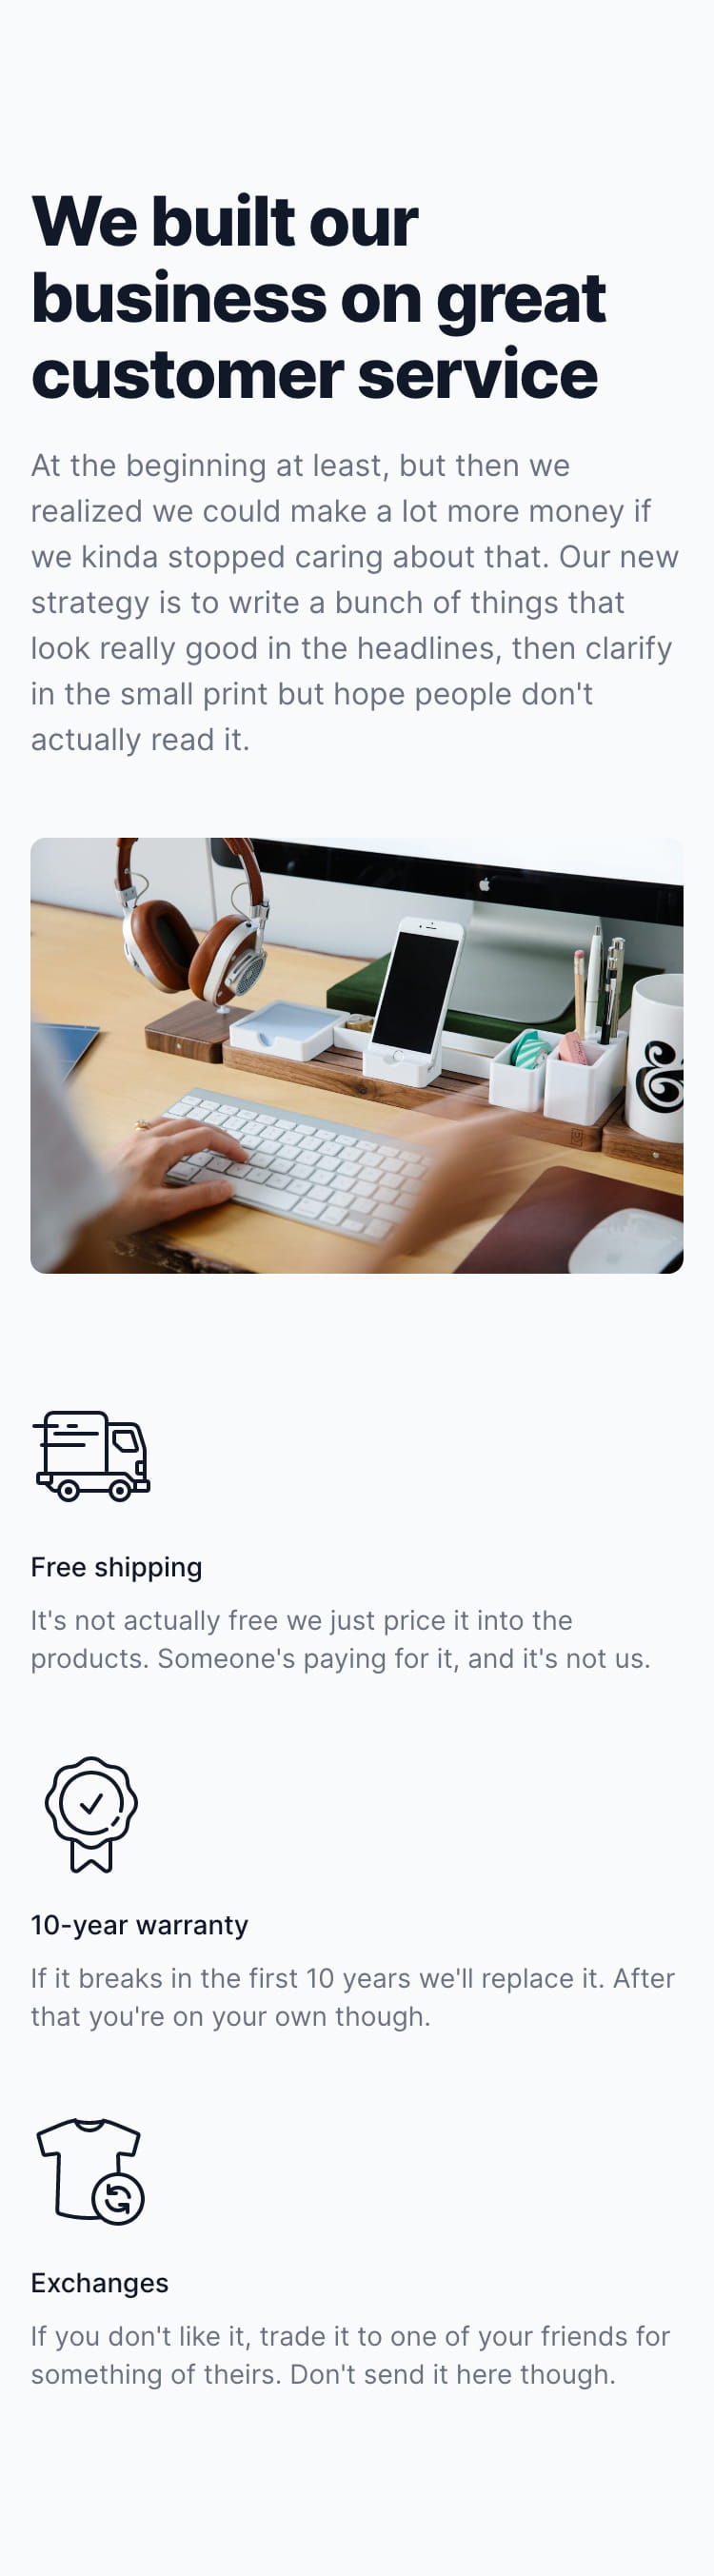 We built our
business on great
customer service
At the beginning at least, but then we
realized we could make a lot more money if
we kinda stopped caring about that. Our new
strategy is to write a bunch of things that
look really good in the headlines, then clarify
in the small print but hope people don't
actually read it.
&
Free shipping
It's not actually free we just price it into the
products. Someone's paying for it, and it's not us.
10-year warranty
If it breaks in the first 10 years we'll replace it. After
that you're on your own though.
Exchanges
If you don't like it, trade it to one of your friends for
something of theirs. Don't send it here though.